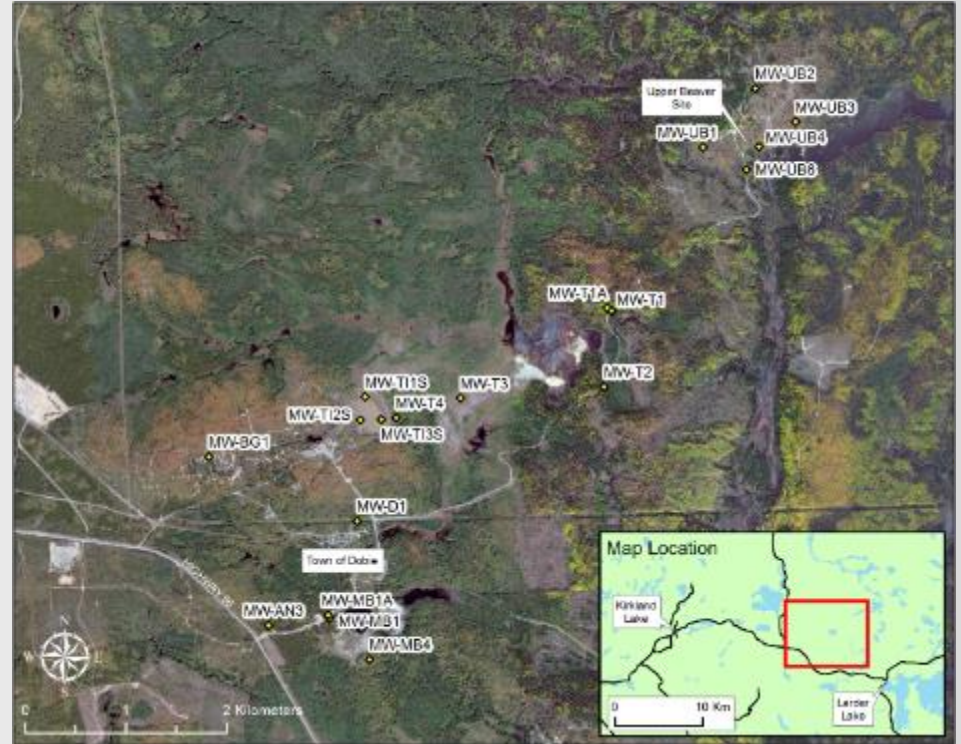 MW-UB2
Upper Beaver
Site
MW-UB3
MW-UB1
MW-UB4
MW-UB8
MW-T1A
MW-T1
MW-T2
MW-TI1S
MW-T3
MW-T4
MW-TI2S
MW-TI3S
MW-BG1
MW-D1
Town of Dobie
MW-MB1A
MW-AN3
MW-MB1
MW-MB4
N
W
E
S
0 1 2 Kilometers
Map Location
Kirkland
Lake
Larder
Lake
0 10 Km